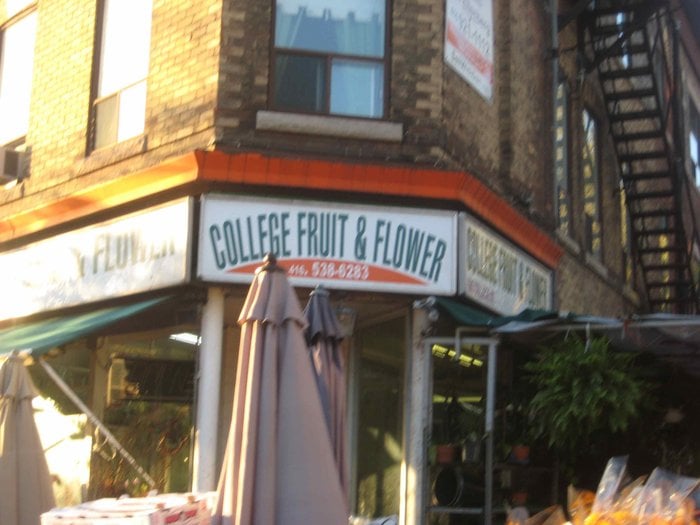 & FLOWER
COLLEGE FRUIT & FLOWER
416. 538-6283
COLLEGE FRUIT & FLOWER